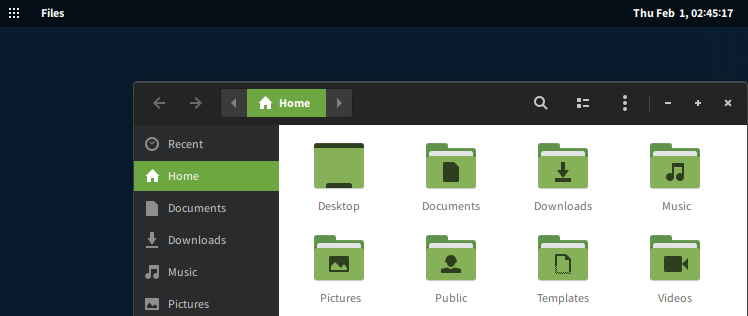 Files
Thu Feb 1, 02:45:17
Home
Recent
Home
Documents
Downloads
Music
Pictures
Desktop
Documents
Downloads
Music
Pictures
Public
Templates
Videos